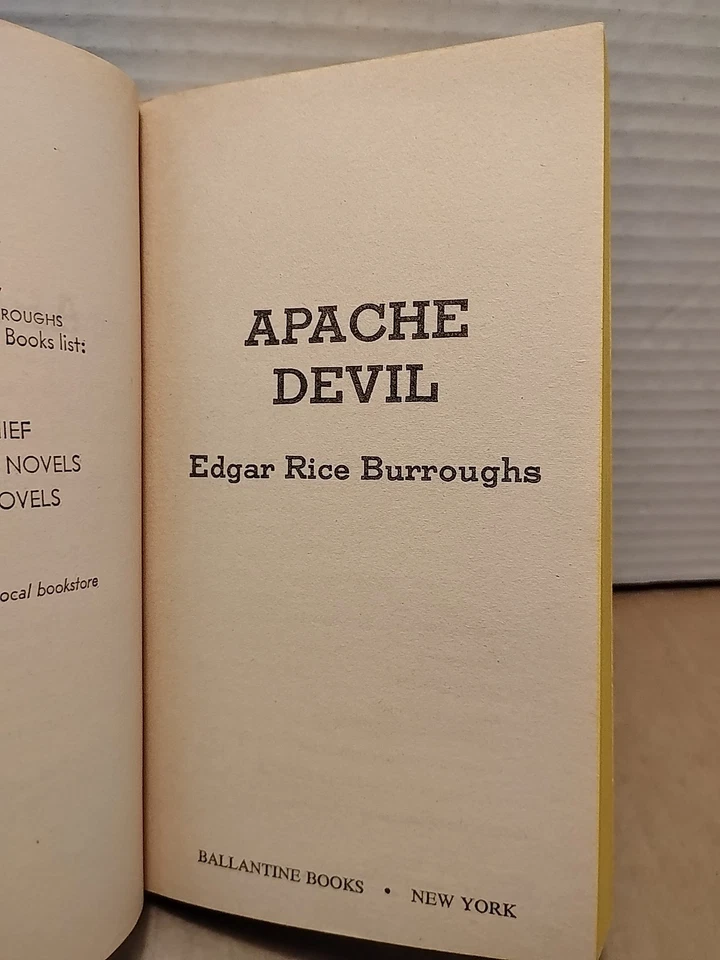 ROUGHS
Books list:
IEF
NOVELS
OVELS
ocal bookstore
APACHE
DEVIL
Edgar Rice Burroughs
BALLANTINE BOOKS • NEW YORK